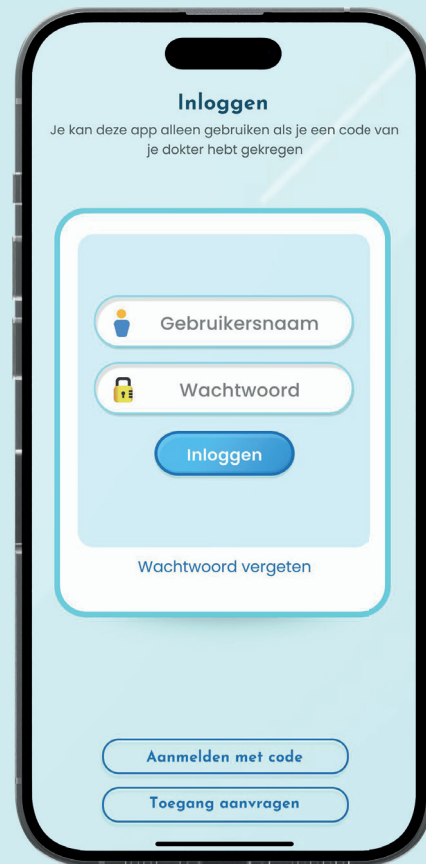 Inloggen
Je kan deze app alleen gebruiken als je een code van
je dokter hebt gekregen
Gebruikersnaam
Wachtwoord
Inloggen
Wachtwoord vergeten
Aanmelden met code
Toegang aanvragen